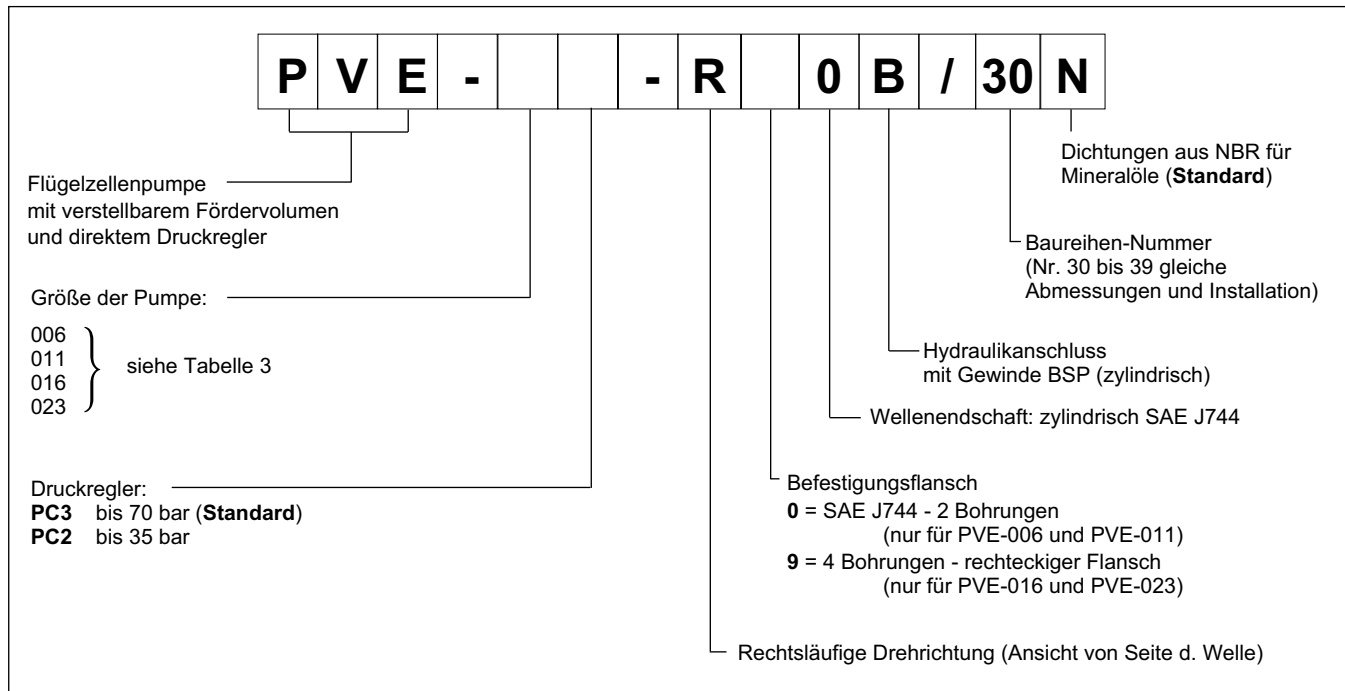 P V E - - R 0 B / 30 N
Flügelzellenpumpe
mit verstellbarem Fördervolumen
und direktem Druckregler
Größe der Pumpe:
006
011
016
023
siehe Tabelle 3
Druckregler:
PC3 bis 70 bar (Standard)
PC2 bis 35 bar
Dichtungen aus NBR für
Mineralöle (Standard)
Baureihen-Nummer
(Nr. 30 bis 39 gleiche
Abmessungen und Installation)
Hydraulikanschluss
mit Gewinde BSP (zylindrisch)
Wellenendschaft: zylindrisch SAE J744
Befestigungsflansch
0 = SAE J744 - 2 Bohrungen
(nur für PVE-006 und PVE-011)
9 = 4 Bohrungen - rechteckiger Flansch
(nur für PVE-016 und PVE-023)
Rechtsläufige Drehrichtung (Ansicht von Seite d. Welle)